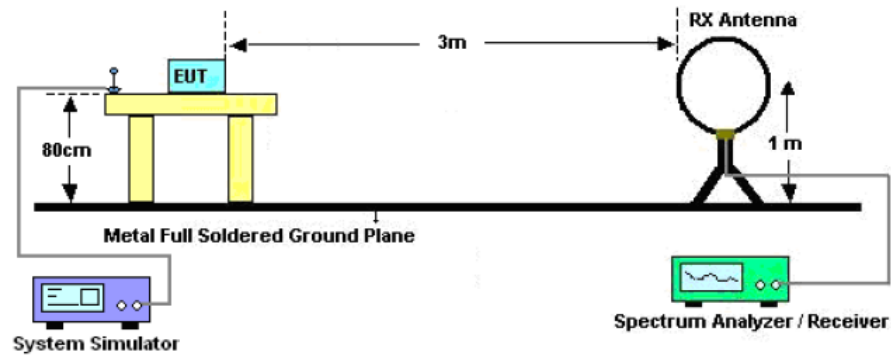 RX Antenna
3m
EUT
80cm
1 m
Metal Full Soldered Ground Plane
System Simulator
Spectrum Analyzer / Receiver